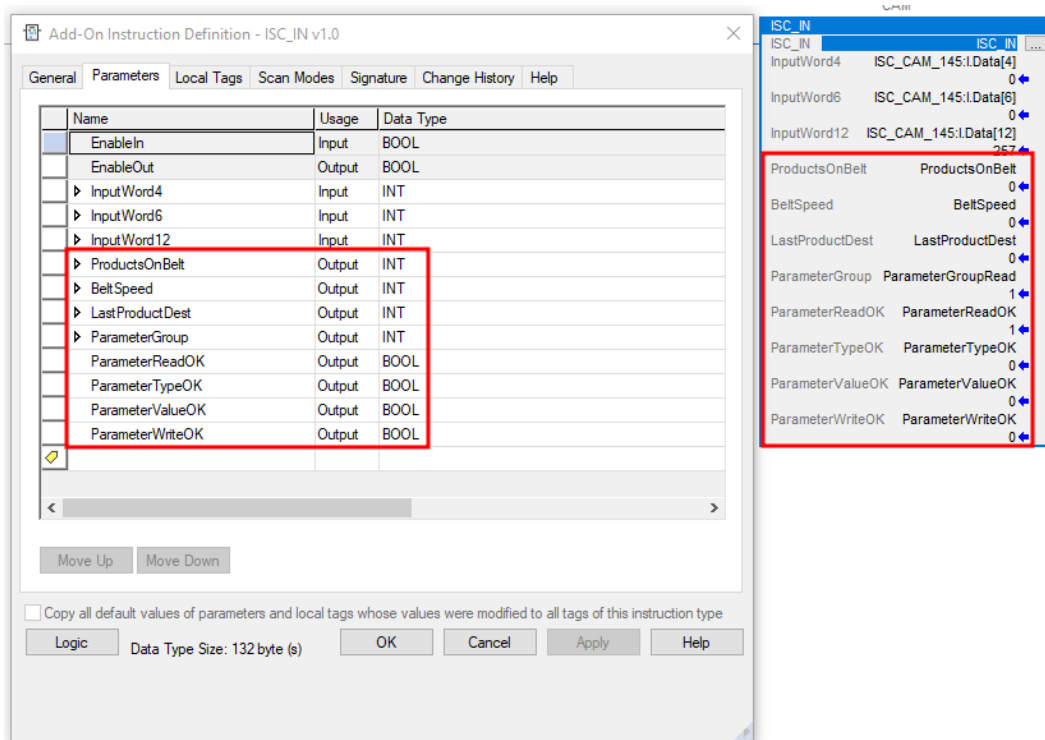 Add-On Instruction Definition - ISC_IN v1.0
General Parameters Local Tags Scan Modes Signature Change History Help
Name Usage Data Type
EnableIn Input BOOL
EnableOut Output BOOL
InputWord4 Input INT
InputWord6 Input INT
InputWord12 Input INT
ProductsOnBelt Output INT
BeltSpeed Output INT
LastProductDest Output INT
ParameterGroup Output INT
ParameterReadOK Output BOOL
ParameterTypeOK Output BOOL
ParameterValueOK Output BOOL
ParameterWriteOK Output BOOL
Move Up Move Down
Copy all default values of parameters and local tags whose values were modified to all tags of this instruction type
Logic Data Type Size: 132 byte (s) OK Cancel Apply Help
CAM
ISC_IN
ISC_IN ISC_IN ...
InputWord4 ISC_CAM_145:I.Data[4]
0
InputWord6 ISC_CAM_145:I.Data[6]
0
InputWord12 ISC_CAM_145:I.Data[12]
257
ProductsOnBelt ProductsOnBelt
0
BeltSpeed BeltSpeed
0
LastProductDest LastProductDest
0
ParameterGroup ParameterGroupRead
1
ParameterReadOK ParameterReadOK
1
ParameterTypeOK ParameterTypeOK
0
ParameterValueOK ParameterValueOK
0
ParameterWriteOK ParameterWriteOK
0